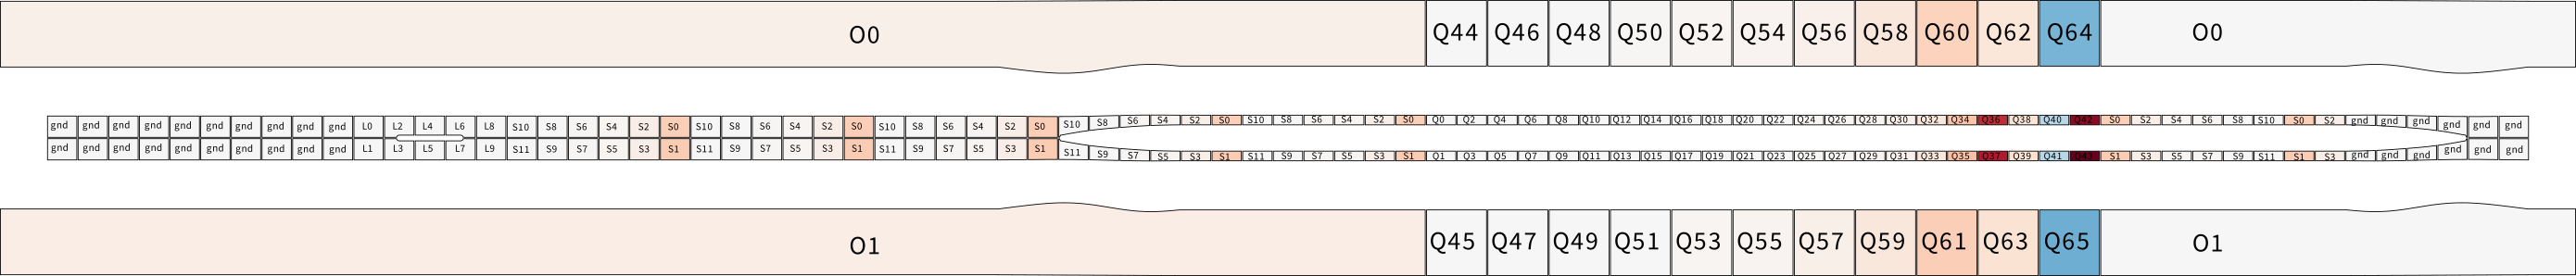 O0 Q44 Q46 Q48 Q50 Q52 Q54 Q56 Q58 Q60 Q62 Q64 O0
gnd gnd gnd gnd gnd gnd gnd gnd gnd gnd L0 L2 L4 L6 L8 S10 S8 S6 S4 S2 S0 S10 S8 S6 S4 S2 S0 S10 S8 S6 S4 S2 S0 S10 S8 S6 S4 S2 S0 S10 S8 S6 S4 S2 S0 Q0 Q2 Q4 Q6 Q8 Q10 Q12 Q14 Q16 Q18 Q20 Q22 Q24 Q26 Q28 Q30 Q32 Q34 Q36 Q38 Q40 Q42 S0 S2 S4 S6 S8 S10 S0 S2 gnd gnd gnd gnd gnd gnd
gnd gnd gnd gnd gnd gnd gnd gnd gnd gnd L1 L3 L5 L7 L9 S11 S9 S7 S5 S3 S1 S11 S9 S7 S5 S3 S1 S11 S9 S7 S5 S3 S1 S11 S9 S7 S5 S3 S1 S11 S9 S7 S5 S3 S1 Q1 Q3 Q5 Q7 Q9 Q11 Q13 Q15 Q17 Q19 Q21 Q23 Q25 Q27 Q29 Q31 Q33 Q35 Q37 Q39 Q41 Q43 S1 S3 S5 S7 S9 S11 S1 S3 gnd gnd gnd gnd gnd gnd
O1 Q45 Q47 Q49 Q51 Q53 Q55 Q57 Q59 Q61 Q63 Q65 O1